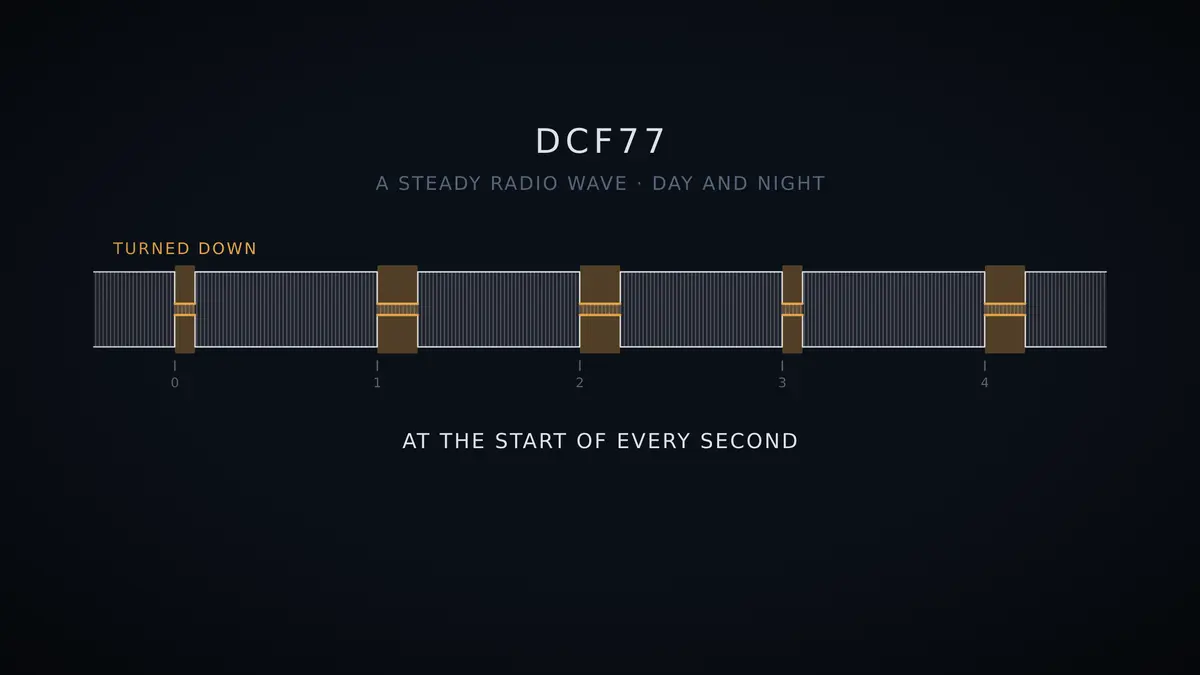 DCF77
A STEADY RADIO WAVE · DAY AND NIGHT
TURNED DOWN
0 1 2 3 4
AT THE START OF EVERY SECOND